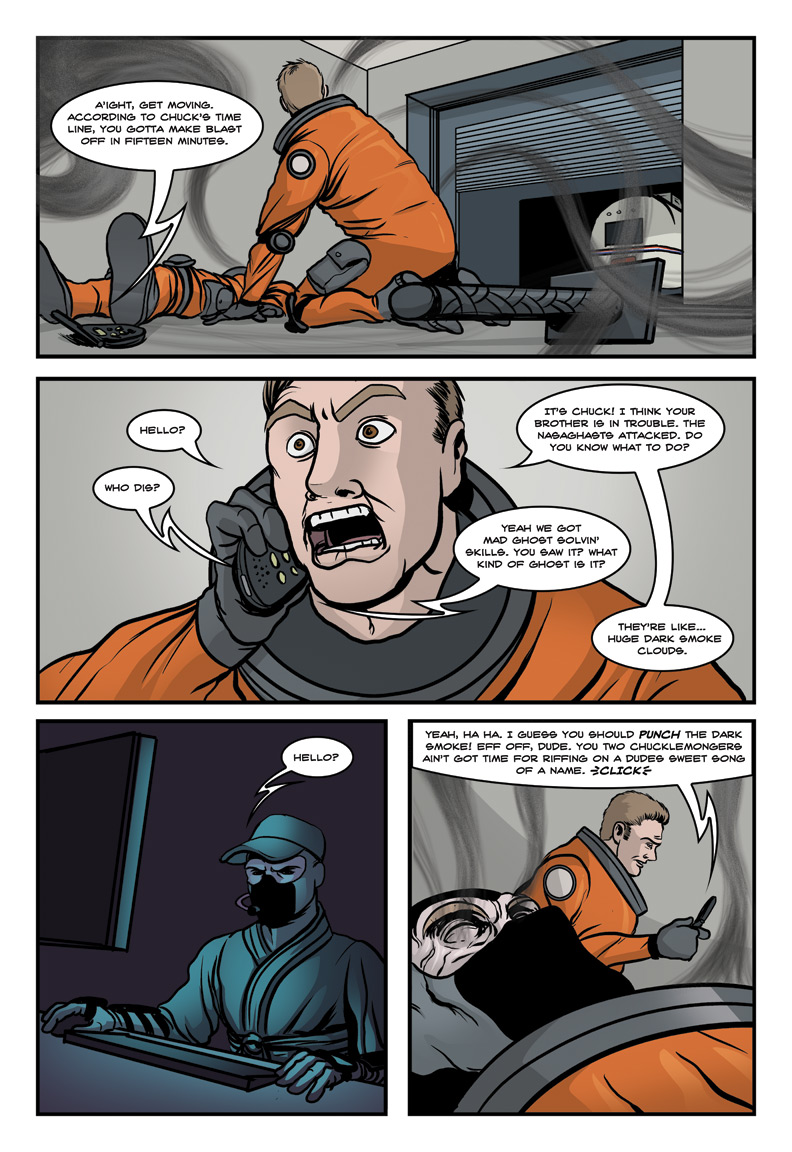 A'IGHT, GET MOVING.
ACCORDING TO CHUCK'S TIME
LINE, YOU GOTTA MAKE BLAST
OFF IN FIFTEEN MINUTES.
HELLO?
WHO DIS?
IT'S CHUCK! I THINK YOUR
BROTHER IS IN TROUBLE. THE
NASAGHASTS ATTACKED. DO
YOU KNOW WHAT TO DO?
YEAH WE GOT
MAD GHOST SOLVIN'
SKILLS. YOU SAW IT? WHAT
KIND OF GHOST IS IT?
THEY'RE LIKE...
HUGE DARK SMOKE
CLOUDS.
HELLO?
YEAH, HA HA. I GUESS YOU SHOULD PUNCH THE DARK
SMOKE! EFF OFF, DUDE. YOU TWO CHUCKLEMONGERS
AIN'T GOT TIME FOR RIFFING ON A DUDES SWEET SONG
OF A NAME. CLICK